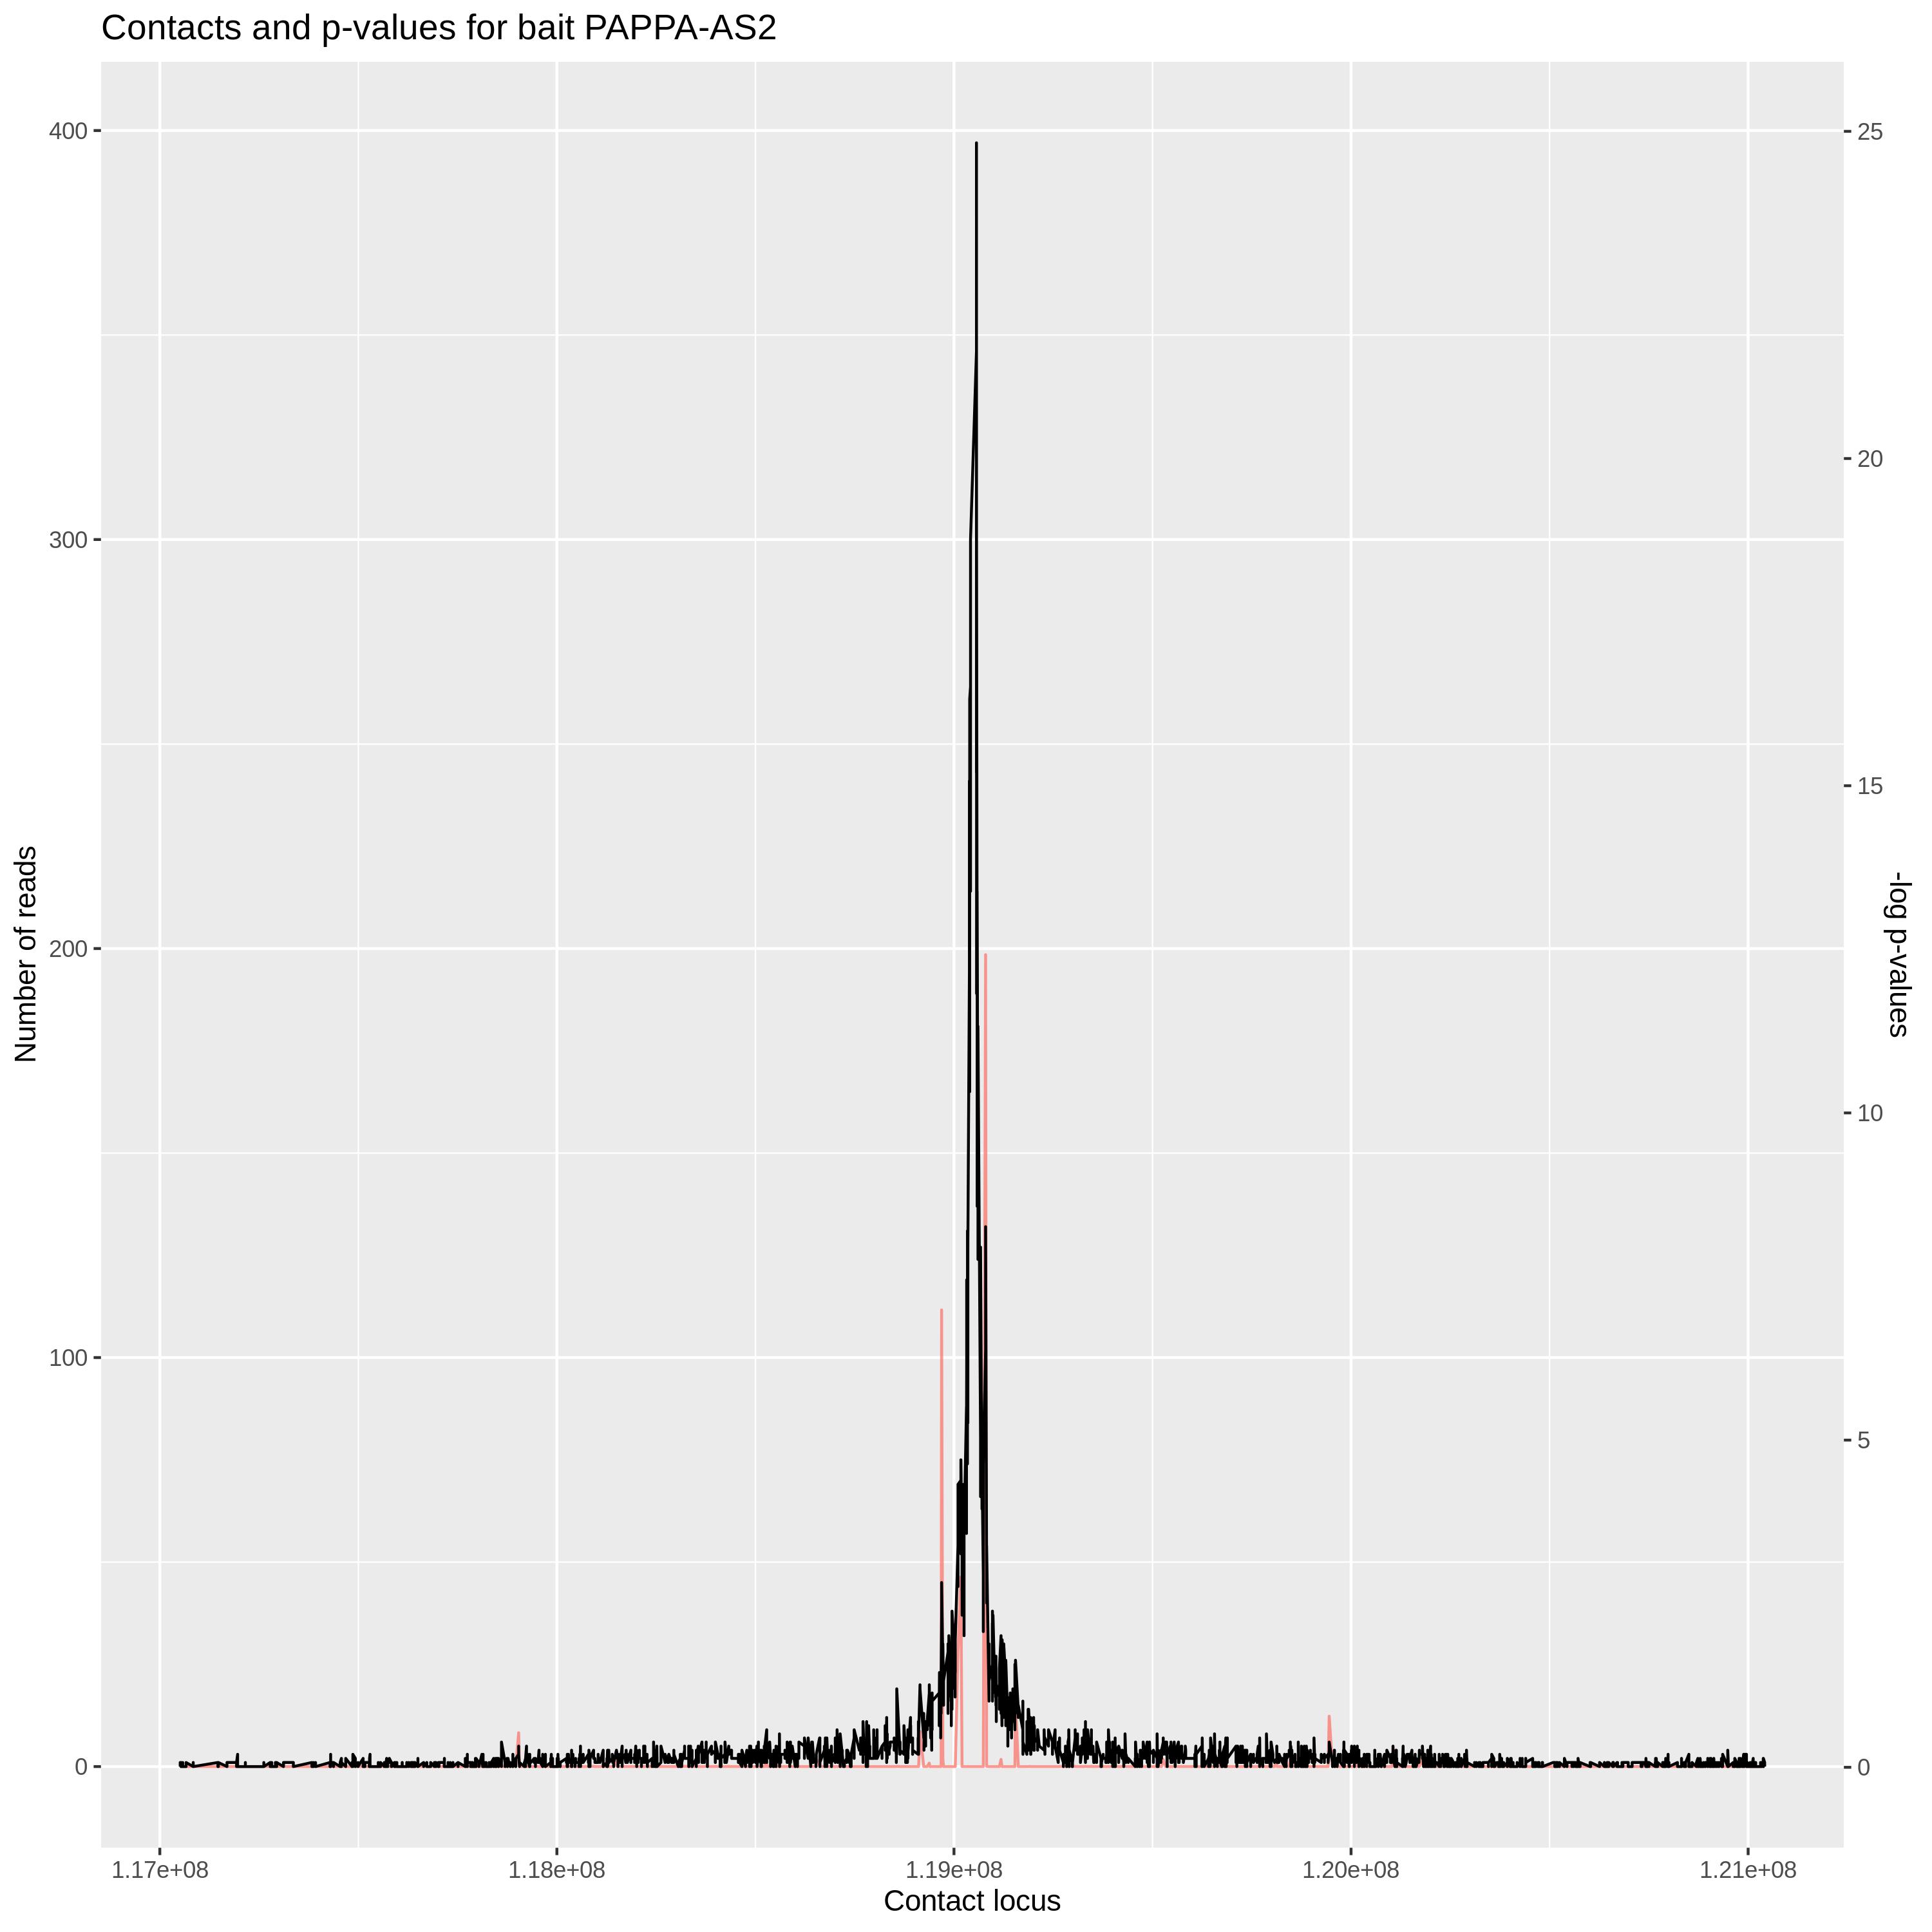 Contacts and p-values for bait PAPPA-AS2
400
300
200
100
0
Number of reads
25
20
15
10
5
0
-log p-values
1.17e+08
1.18e+08
1.19e+08
1.20e+08
1.21e+08
Contact locus